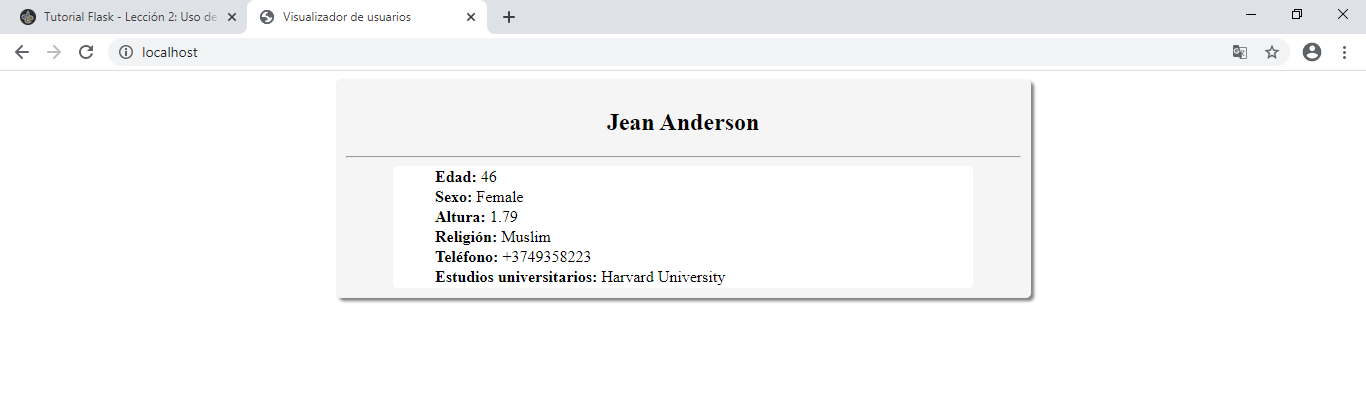 Tutorial Flask - Lección 2: Uso de
Visualizador de usuarios
localhost
Jean Anderson
Edad: 46
Sexo: Female
Altura: 1.79
Religión: Muslim
Teléfono: +3749358223
Estudios universitarios: Harvard University